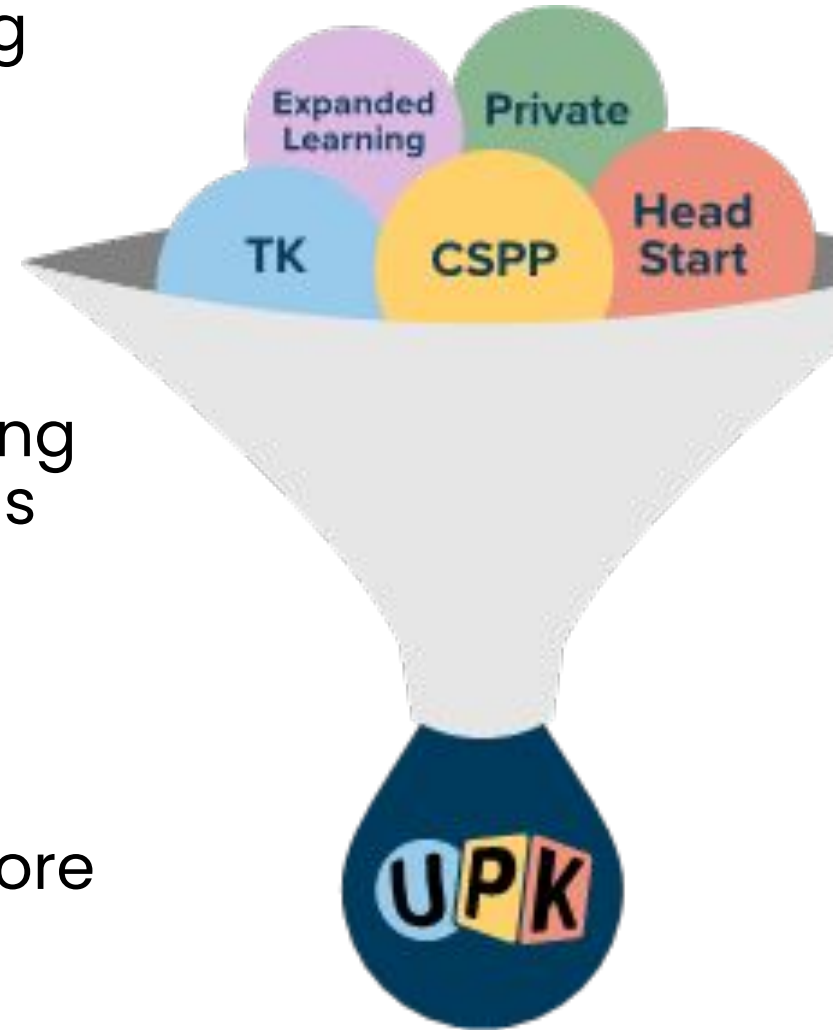 g
Expanded
Learning
Private
Head
Start
TK
CSPP
ng
s
ore
UPK